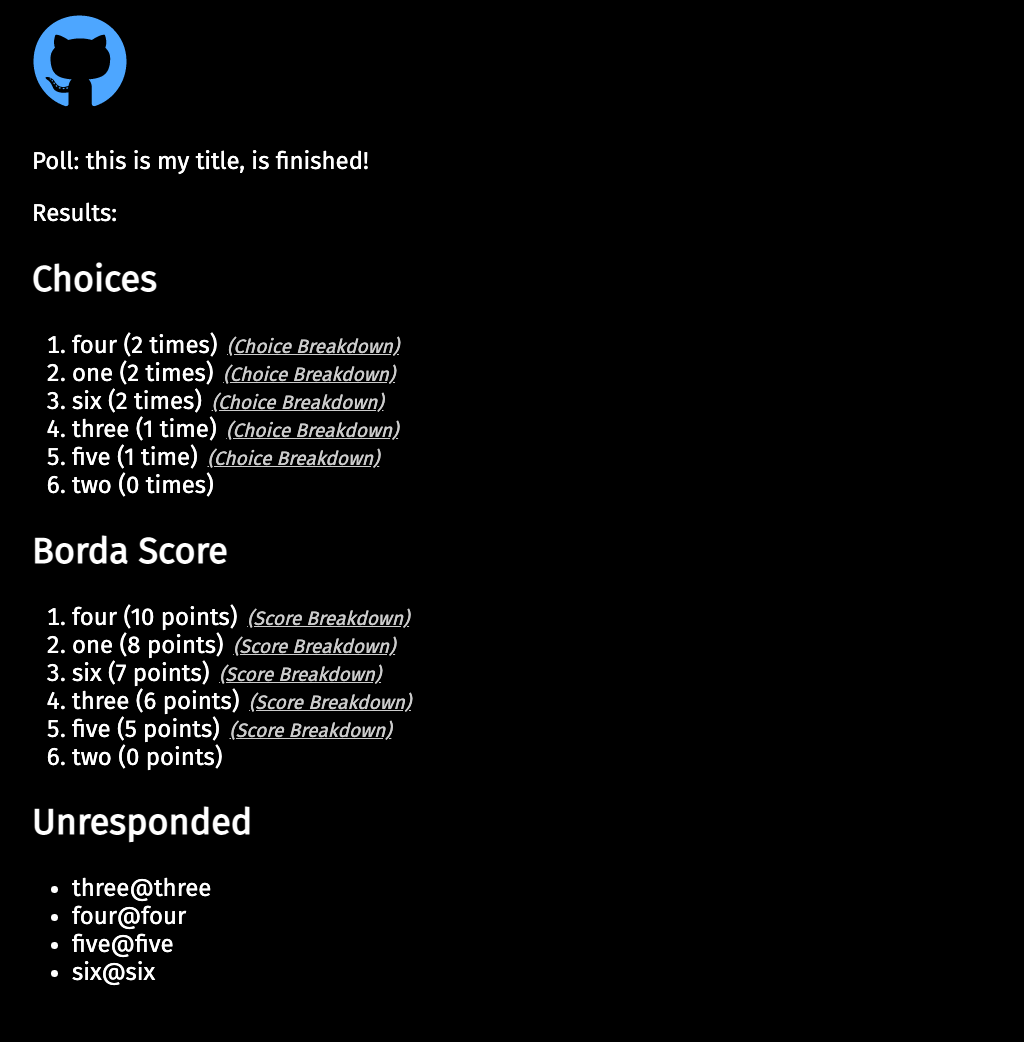 Poll: this is my title, is finished!
Results:
Choices
1. four (2 times) (Choice Breakdown)
2. one (2 times) (Choice Breakdown)
3. six (2 times) (Choice Breakdown)
4. three (1 time) (Choice Breakdown)
5. five (1 time) (Choice Breakdown)
6. two (0 times)
Borda Score
1. four (10 points) (Score Breakdown)
2. one (8 points) (Score Breakdown)
3. six (7 points) (Score Breakdown)
4. three (6 points) (Score Breakdown)
5. five (5 points) (Score Breakdown)
6. two (0 points)
Unresponded
• three@three
• four@four
• five@five
• six@six